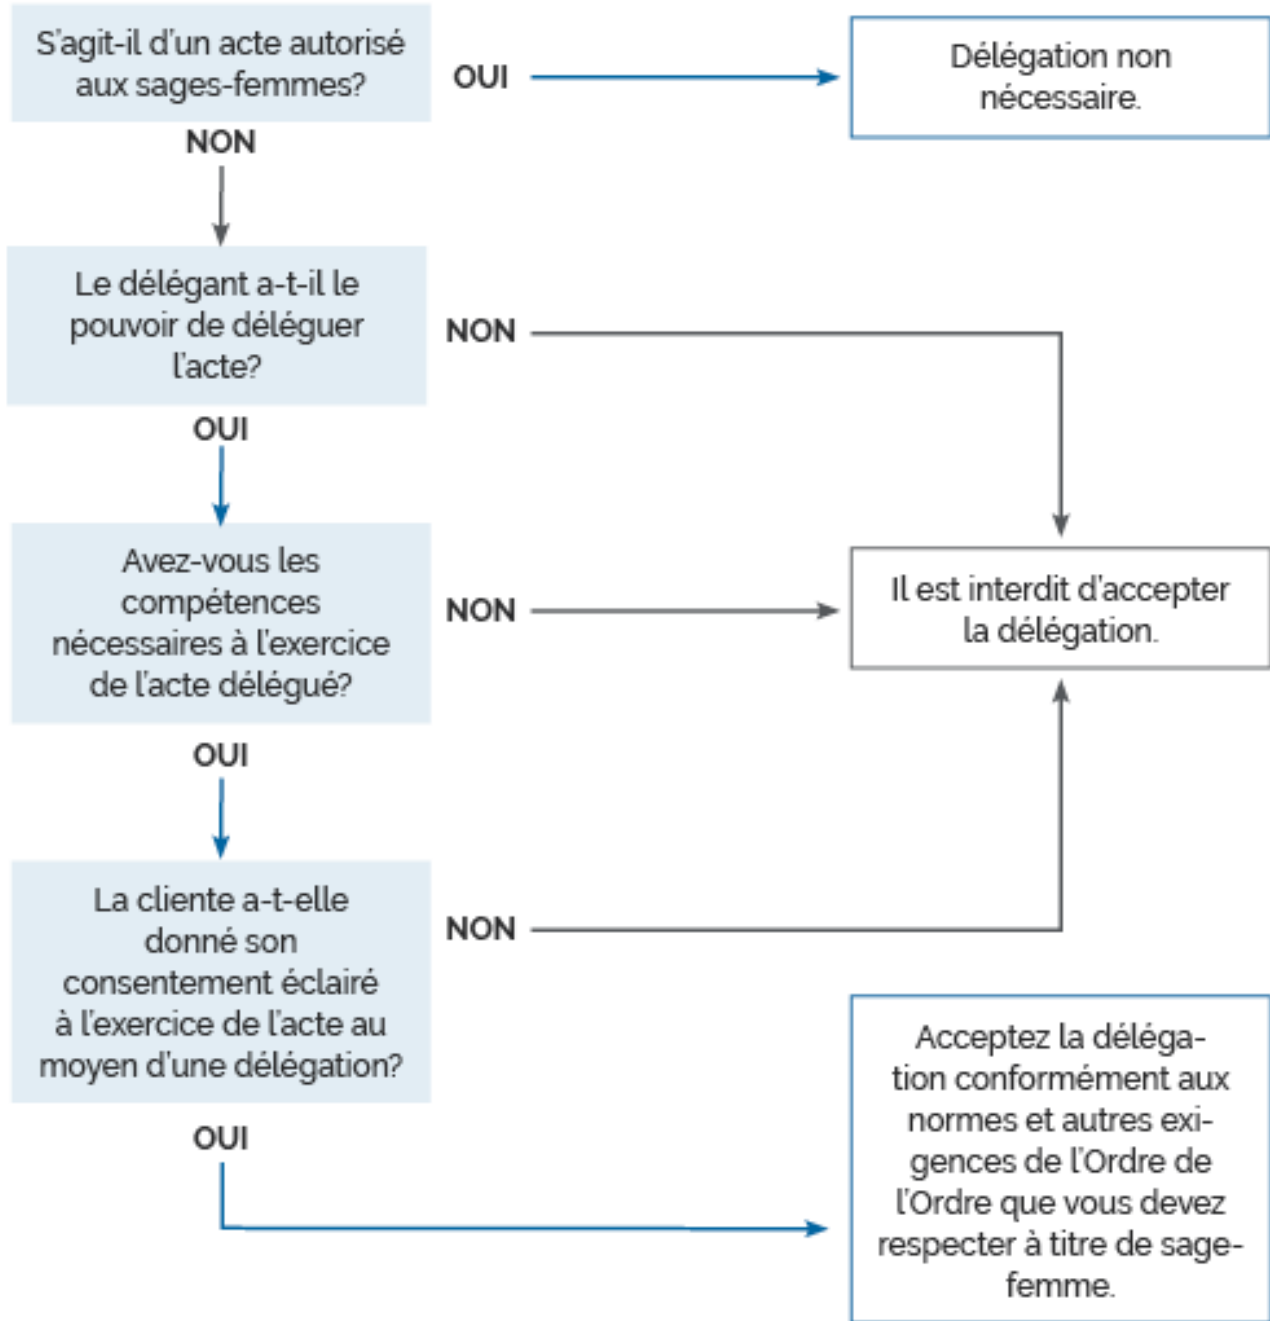 S'agit-il d'un acte autorisé
aux sages-femmes?
OUI
Délégation non
nécessaire.
NON
Le délégant a-t-il le
pouvoir de déléguer
l'acte?
NON
OUI
Avez-vous les
compétences
nécessaires à l'exercice
de l'acte délégué?
NON
Il est interdit d'accepter
la délégation.
OUI
La cliente a-t-elle
donné son
consentement éclairé
à l'exercice de l'acte au
moyen d'une délégation?
NON
OUI
Acceptez la déléga-
tion conformément aux
normes et autres exi-
gences de l'Ordre de
l'Ordre que vous devez
respecter à titre de sage-
femme.